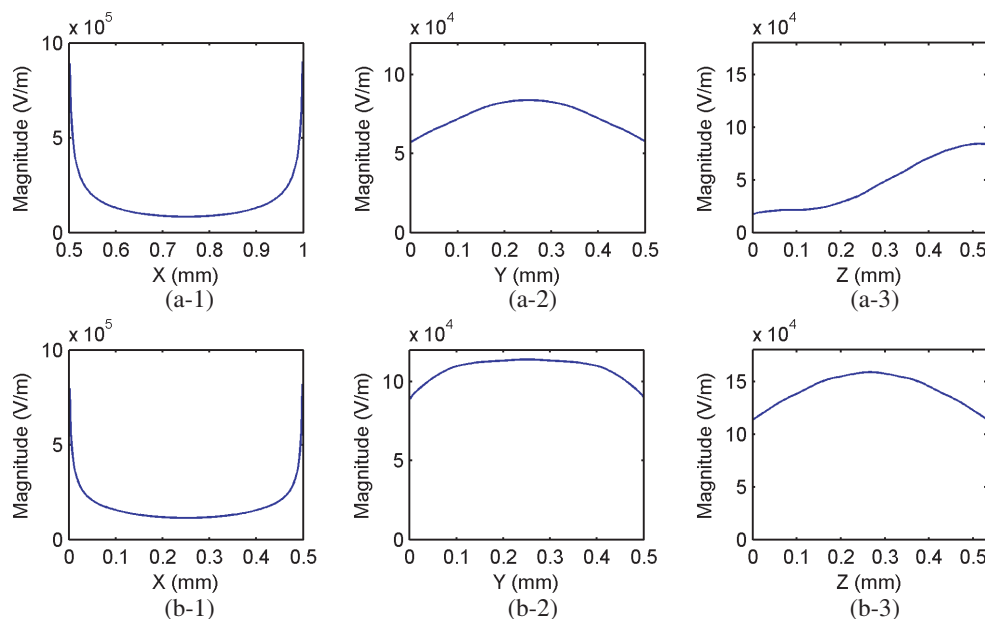 x 10^5
10
5
0
Magnitude (V/m)
0.5 0.6 0.7 0.8 0.9 1
X (mm)
(a-1)
x 10^4
10
5
0
Magnitude (V/m)
0 0.1 0.2 0.3 0.4 0.5
Y (mm)
(a-2)
x 10^4
15
10
5
0
Magnitude (V/m)
0 0.1 0.2 0.3 0.4 0.5
Z (mm)
(a-3)
x 10^5
10
5
0
Magnitude (V/m)
0 0.1 0.2 0.3 0.4 0.5
X (mm)
(b-1)
x 10^4
10
5
0
Magnitude (V/m)
0 0.1 0.2 0.3 0.4 0.5
Y (mm)
(b-2)
x 10^4
15
10
5
0
Magnitude (V/m)
0 0.1 0.2 0.3 0.4 0.5
Z (mm)
(b-3)